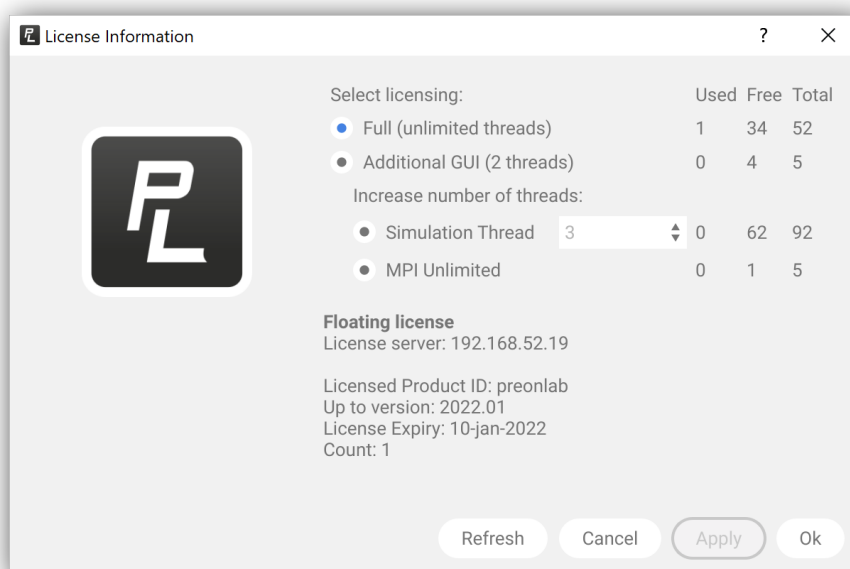 PL License Information ? ×
Select licensing: Used Free Total
Full (unlimited threads) 1 34 52
Additional GUI (2 threads) 0 4 5
Increase number of threads:
Simulation Thread 3 0 62 92
MPI Unlimited 0 1 5
PL
Floating license
License server: 192.168.52.19
Licensed Product ID: preonlab
Up to version: 2022.01
License Expiry: 10-jan-2022
Count: 1
Refresh Cancel Apply Ok